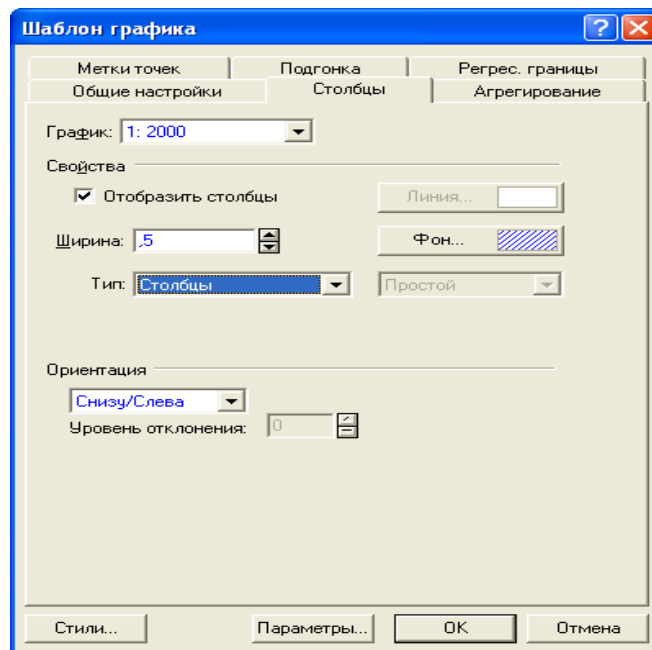 Шаблон графика
Метки точек Подгонка Регрес. границы
Общие настройки Столбцы Агрегирование
График: 1: 2000
Свойства
Отобразить столбцы Линия...
Ширина: ,5 Фон...
Тип: Столбцы Простой
Ориентация
Снизу/Слева
Уровень отклонения: 0
Стили... Параметры... OK Отмена